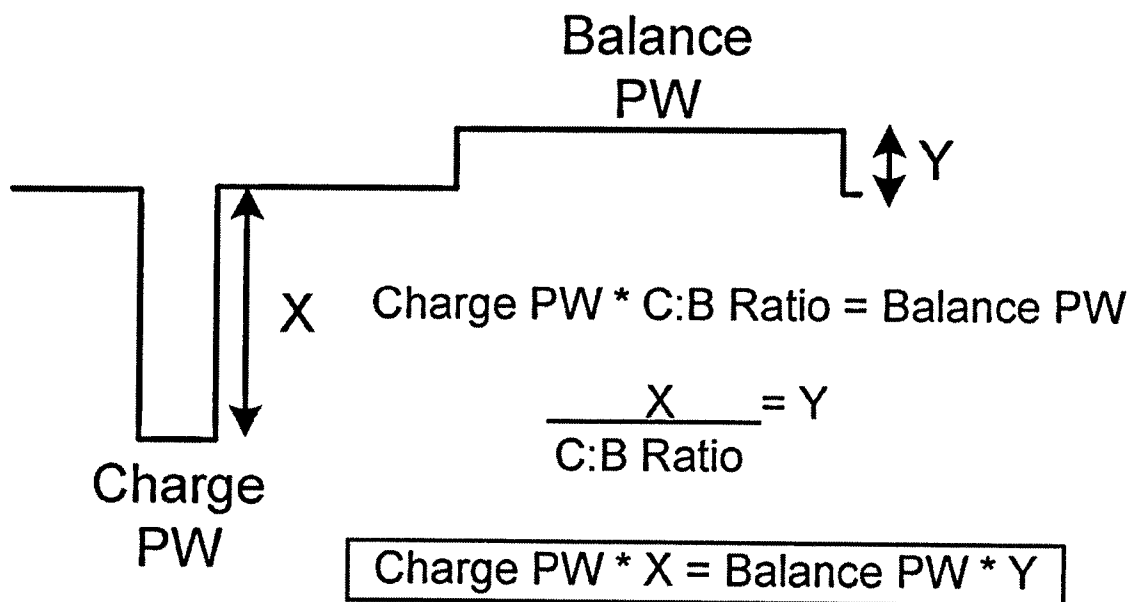 Balance
PW
Y
X
Charge PW * C:B Ratio = Balance PW
X = Y
C:B Ratio
Charge
PW
Charge PW * X = Balance PW * Y